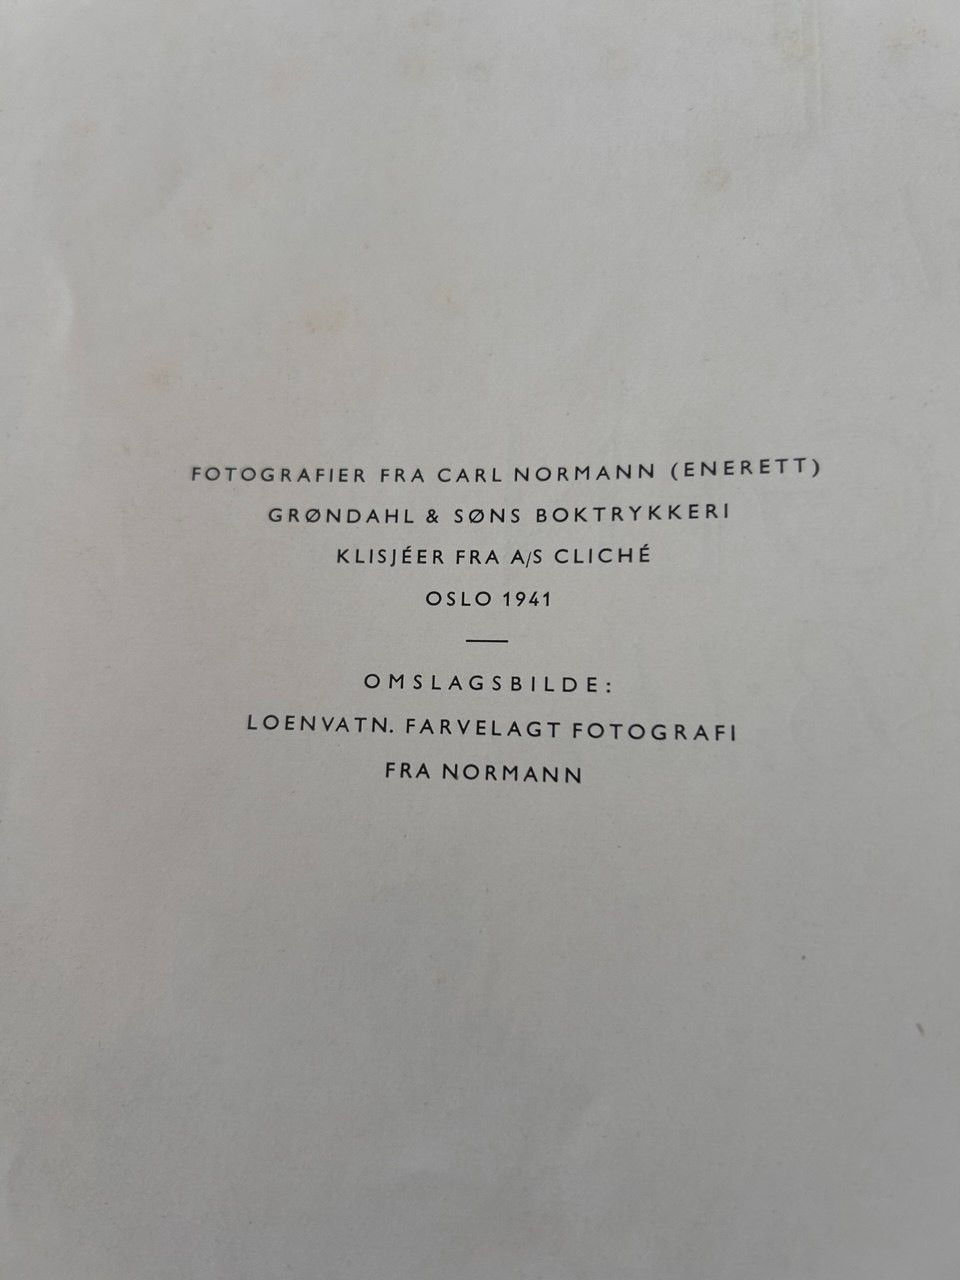 FOTOGRAFIER FRA CARL NORMANN (ENERETT)
GRØNDAHL & SØNS BOKTRYKKERI
KLISJÉER FRA A/S CLICHÉ
OSLO 1941
OMSLAGSBILDE:
LOENVATN. FARVELAGT FOTOGRAFI
FRA NORMANN